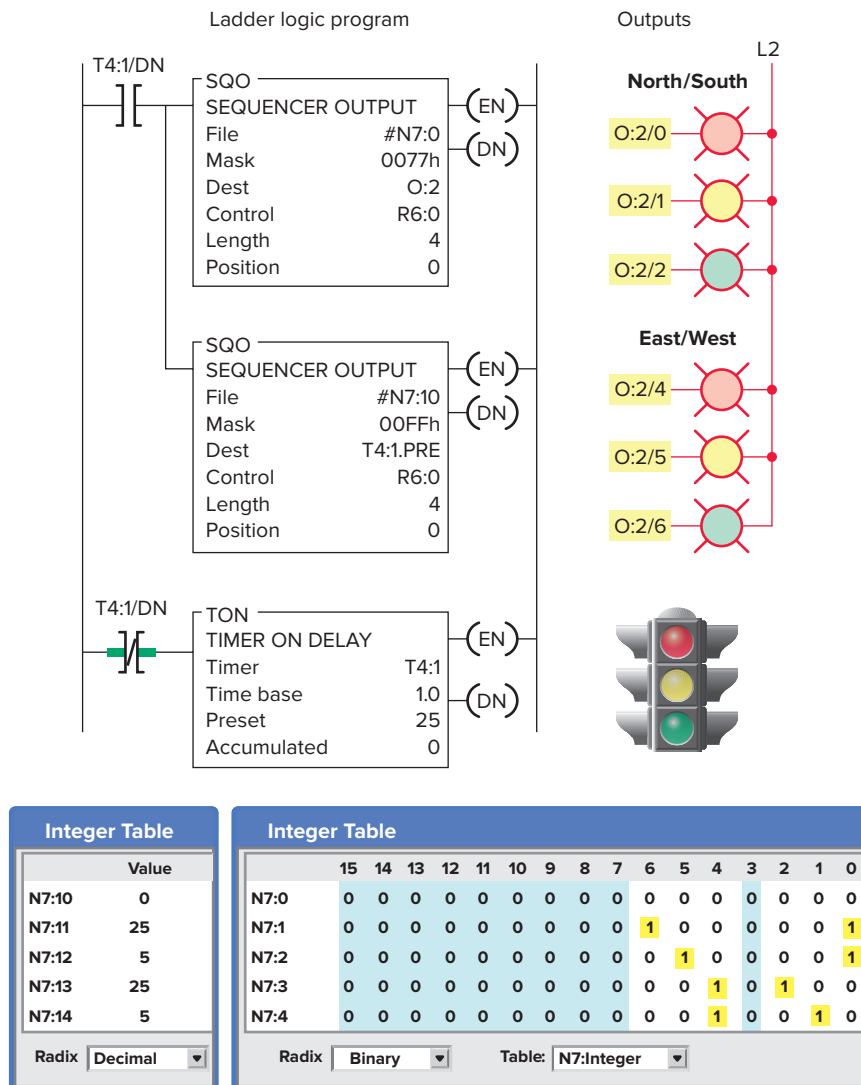 Ladder logic program
Outputs
L2
T4:1/DN
SQO
SEQUENCER OUTPUT
File #N7:0
Mask 0077h
Dest O:2
Control R6:0
Length 4
Position 0
EN
DN
North/South
O:2/0
O:2/1
O:2/2
SQO
SEQUENCER OUTPUT
File #N7:10
Mask 00FFh
Dest T4:1.PRE
Control R6:0
Length 4
Position 0
EN
DN
East/West
O:2/4
O:2/5
O:2/6
T4:1/DN
TON
TIMER ON DELAY
Timer T4:1
Time base 1.0
Preset 25
Accumulated 0
EN
DN
Integer Table
Value
N7:10 0
N7:11 25
N7:12 5
N7:13 25
N7:14 5
Radix Decimal
Integer Table
15 14 13 12 11 10 9 8 7 6 5 4 3 2 1 0
N7:0 0 0 0 0 0 0 0 0 0 0 0 0 0 0 0 0
N7:1 0 0 0 0 0 0 0 0 0 1 0 0 0 0 0 1
N7:2 0 0 0 0 0 0 0 0 0 0 1 0 0 0 0 1
N7:3 0 0 0 0 0 0 0 0 0 0 0 1 0 1 0 0
N7:4 0 0 0 0 0 0 0 0 0 0 0 1 0 0 1 0
Radix Binary Table: N7:Integer